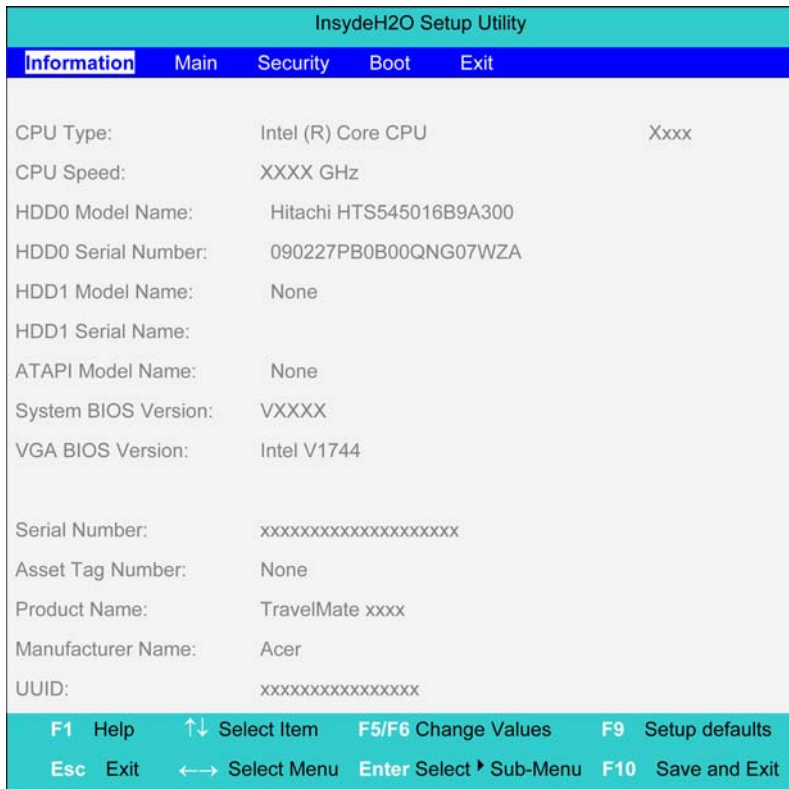 InsydeH2O Setup Utility
Information Main Security Boot Exit
CPU Type: Intel (R) Core CPU Xxxx
CPU Speed: XXXX GHz
HDD0 Model Name: Hitachi HTS545016B9A300
HDD0 Serial Number: 090227PB0B00QNG07WZA
HDD1 Model Name: None
HDD1 Serial Name:
ATAPI Model Name: None
System BIOS Version: VXXXX
VGA BIOS Version: Intel V1744
Serial Number: xxxxxxxxxxxxxxxxxxxx
Asset Tag Number: None
Product Name: TravelMate xxxx
Manufacturer Name: Acer
UUID: xxxxxxxxxxxxxxxx
F1 Help ↑↓ Select Item F5/F6 Change Values F9 Setup defaults
Esc Exit ←→ Select Menu Enter Select ▸ Sub-Menu F10 Save and Exit